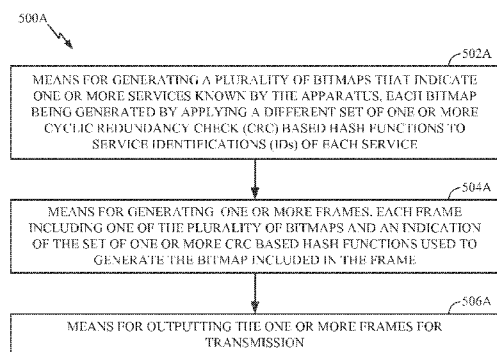 500A
502A
MEANS FOR GENERATING A PLURALITY OF BITMAPS THAT INDICATE
ONE OR MORE SERVICES KNOWN BY THE APPARATUS, EACH BITMAP
BEING GENERATED BY APPLYING A DIFFERENT SET OF ONE OR MORE
CYCLIC REDUNDANCY CHECK (CRC) BASED HASH FUNCTIONS TO
SERVICE IDENTIFICATIONS (IDs) OF EACH SERVICE
504A
MEANS FOR GENERATING ONE OR MORE FRAMES, EACH FRAME
INCLUDING ONE OF THE PLURALITY OF BITMAPS AND AN INDICATION
OF THE SET OF ONE OR MORE CRC BASED HASH FUNCTIONS USED TO
GENERATE THE BITMAP INCLUDED IN THE FRAME
506A
MEANS FOR OUTPUTTING THE ONE OR MORE FRAMES FOR
TRANSMISSION